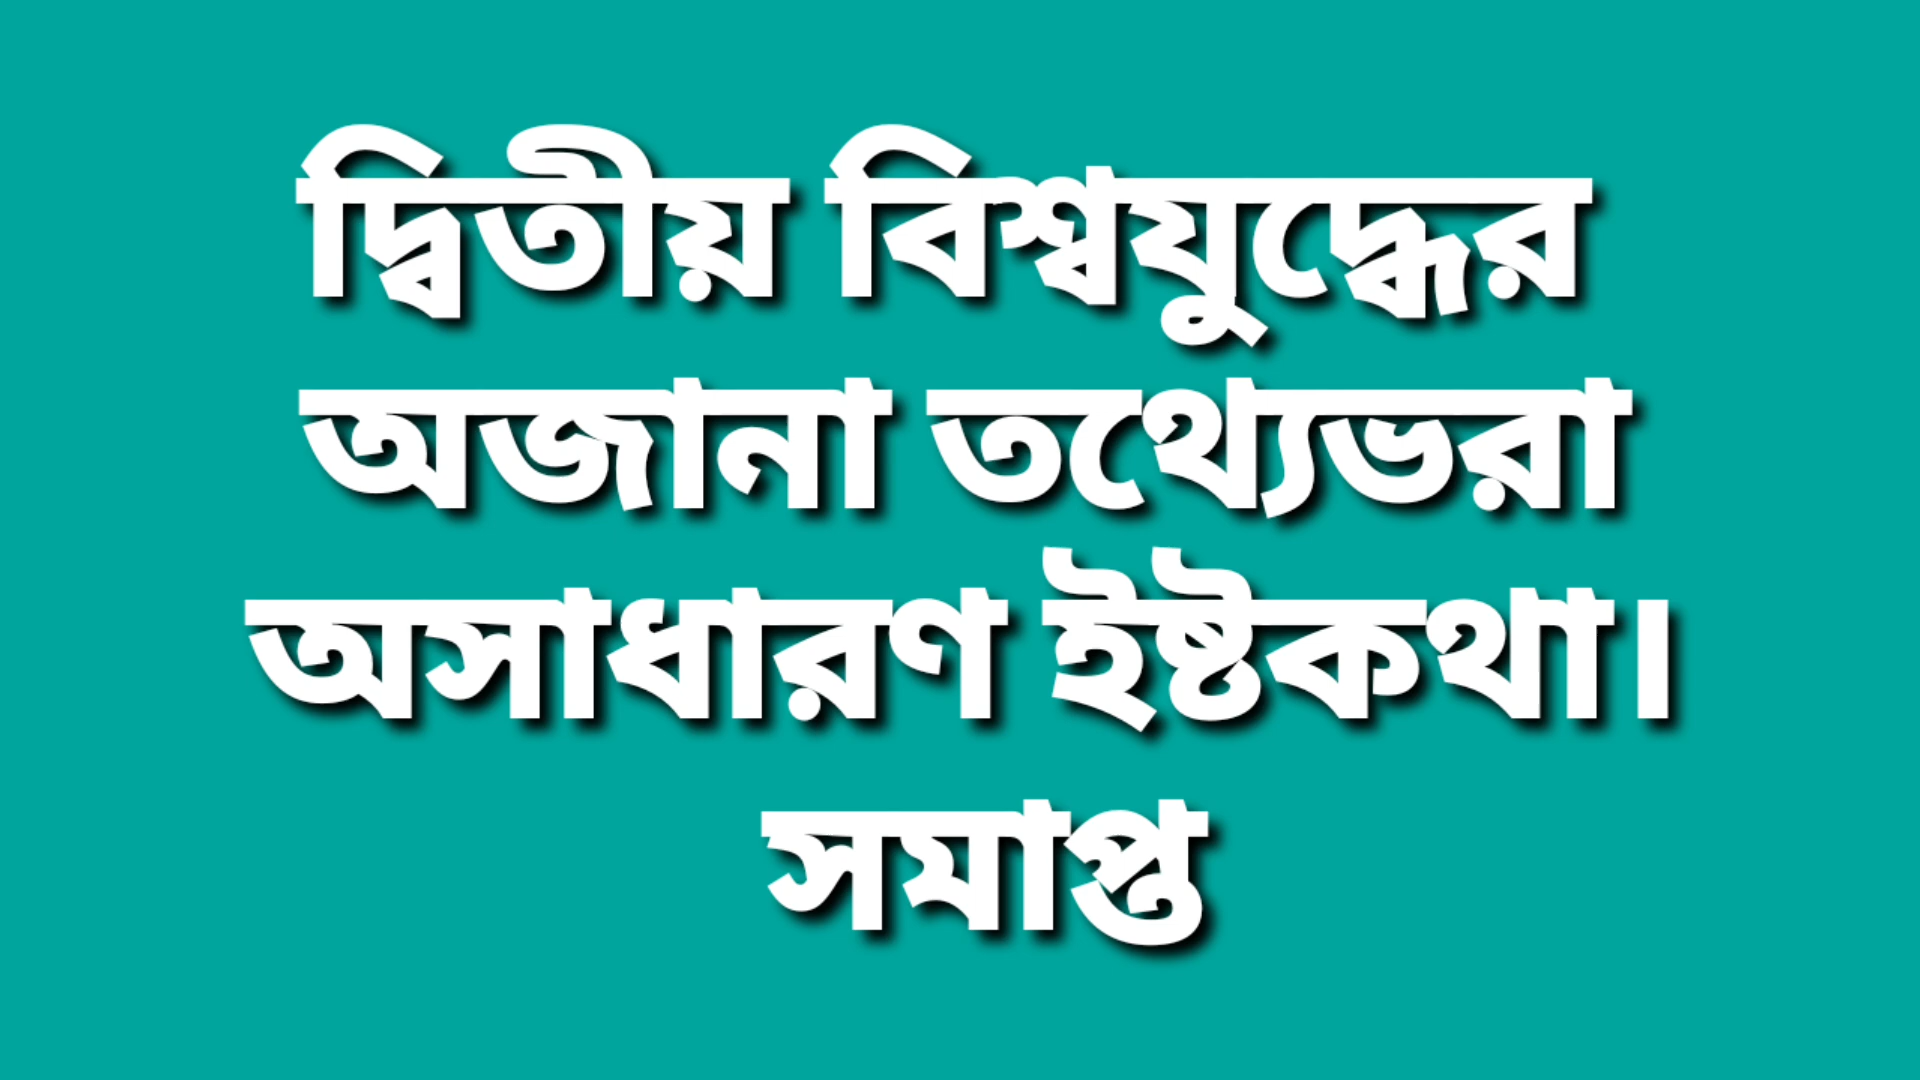 দ্বিতীয় বিশ্বযুদ্ধের
অজানা তথ্যেভরা
অসাধারণ ইষ্টকথা।
সমাপ্ত